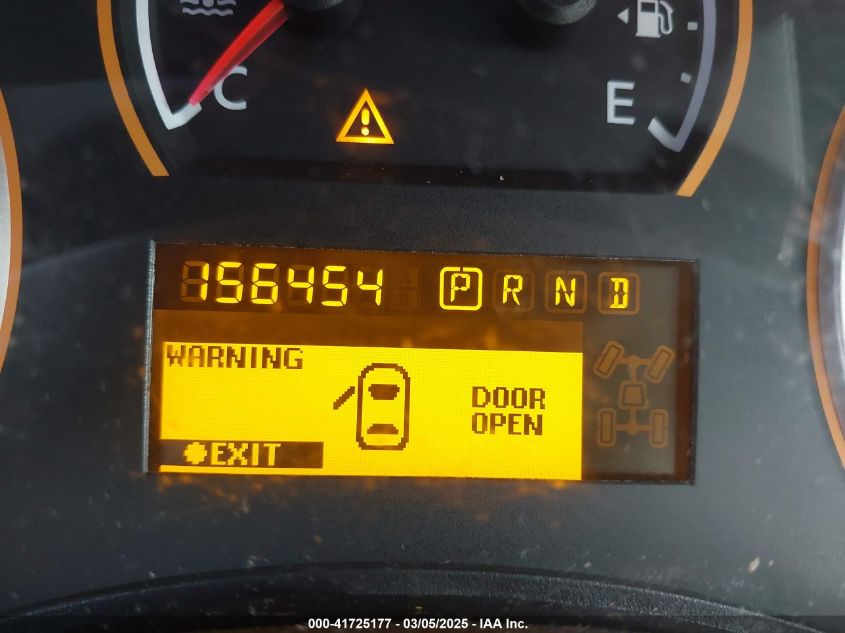 C
E
156454 P R N D
WARNING
DOOR
OPEN
EXIT
000-41725177 - 03/05/2025 - IAA Inc.